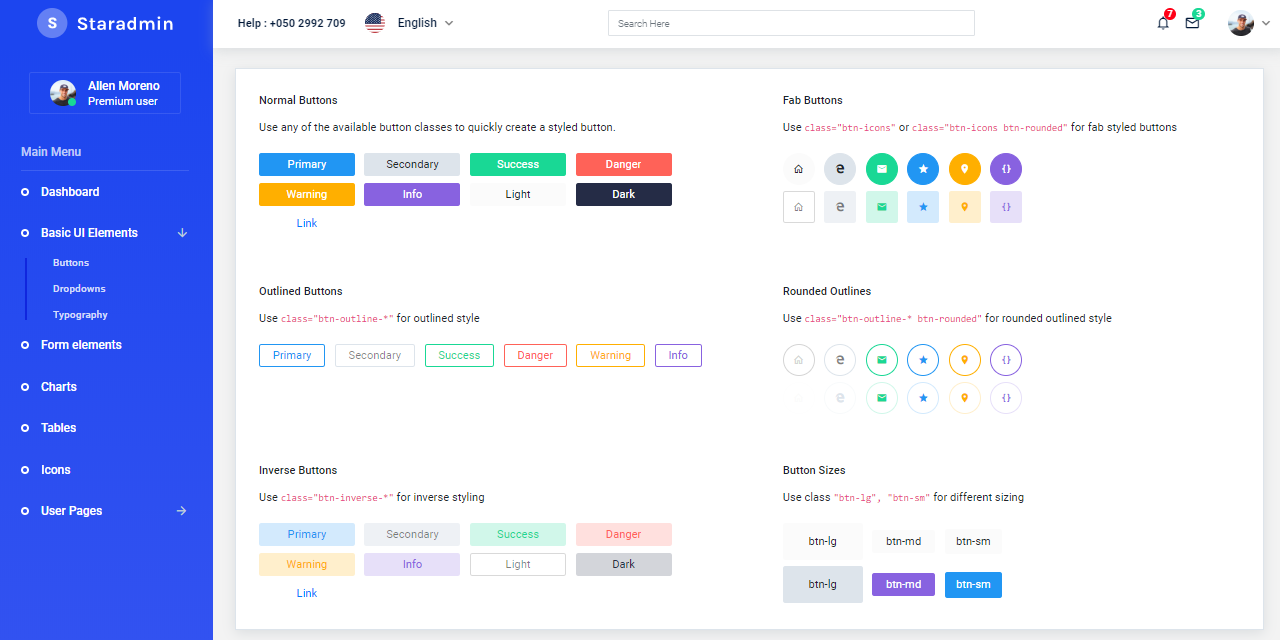 S Staradmin
Help : +050 2992 709
English
Search Here
7
3
Allen Moreno
Premium user
Main Menu
Dashboard
Basic UI Elements
Buttons
Dropdowns
Typography
Form elements
Charts
Tables
Icons
User Pages
Normal Buttons
Use any of the available button classes to quickly create a styled button.
Primary Secondary Success Danger
Warning Info Light Dark
Link
Fab Buttons
Use class="btn-icons" or class="btn-icons btn-rounded" for fab styled buttons
Outlined Buttons
Use class="btn-outline-*" for outlined style
Primary Secondary Success Danger Warning Info
Rounded Outlines
Use class="btn-outline-* btn-rounded" for rounded outlined style
Inverse Buttons
Use class="btn-inverse-*" for inverse styling
Primary Secondary Success Danger
Warning Info Light Dark
Link
Button Sizes
Use class "btn-lg", "btn-sm" for different sizing
btn-lg btn-md btn-sm
btn-lg btn-md btn-sm